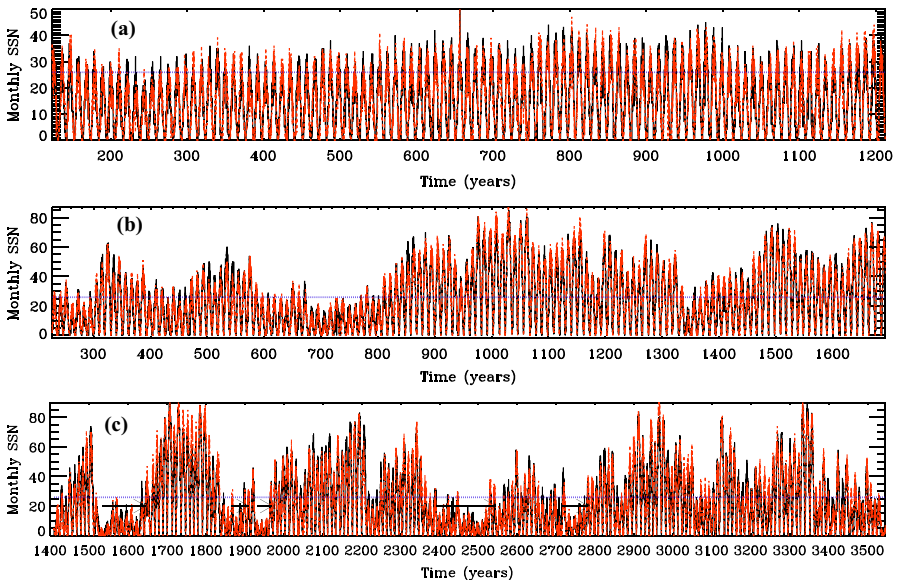 (a)
50
40
30
20
10
0
Monthly SSN
200 300 400 500 600 700 800 900 1000 1100 1200
Time (years)
(b)
80
60
40
20
0
Monthly SSN
300 400 500 600 700 800 900 1000 1100 1200 1300 1400 1500 1600
Time (years)
(c)
80
60
40
20
0
Monthly SSN
1400 1500 1600 1700 1800 1900 2000 2100 2200 2300 2400 2500 2600 2700 2800 2900 3000 3100 3200 3300 3400 3500
Time (years)